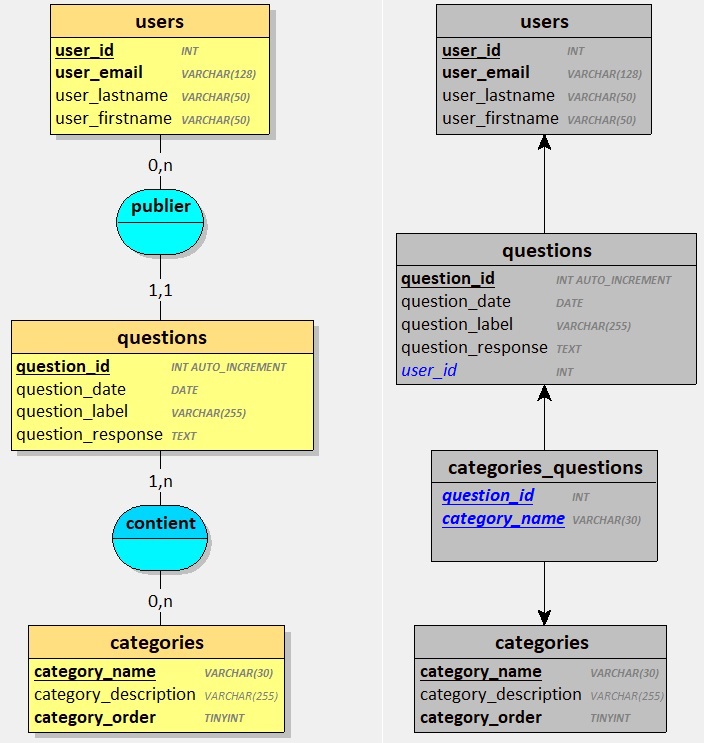 users
user_id INT
user_email VARCHAR(128)
user_lastname VARCHAR(50)
user_firstname VARCHAR(50)
0,n
publier
1,1
questions
question_id INT AUTO_INCREMENT
question_date DATE
question_label VARCHAR(255)
question_response TEXT
1,n
contient
0,n
categories
category_name VARCHAR(30)
category_description VARCHAR(255)
category_order TINYINT
users
user_id INT
user_email VARCHAR(128)
user_lastname VARCHAR(50)
user_firstname VARCHAR(50)
questions
question_id INT AUTO_INCREMENT
question_date DATE
question_label VARCHAR(255)
question_response TEXT
user_id INT
categories_questions
question_id INT
category_name VARCHAR(30)
categories
category_name VARCHAR(30)
category_description VARCHAR(255)
category_order TINYINT